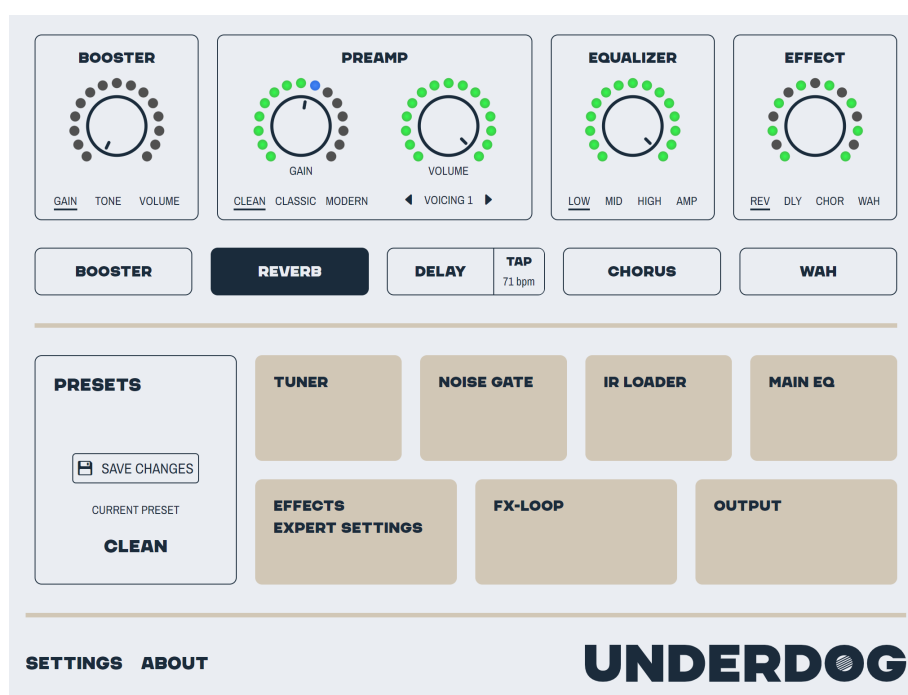 BOOSTER
GAIN TONE VOLUME
PREAMP
GAIN VOLUME
CLEAN CLASSIC MODERN VOICING 1
EQUALIZER
LOW MID HIGH AMP
EFFECT
REV DLY CHOR WAH
BOOSTER
REVERB
DELAY
TAP
71 bpm
CHORUS
WAH
PRESETS
SAVE CHANGES
CURRENT PRESET
CLEAN
TUNER
NOISE GATE
IR LOADER
MAIN EQ
EFFECTS
EXPERT SETTINGS
FX-LOOP
OUTPUT
SETTINGS ABOUT
UNDERDOG